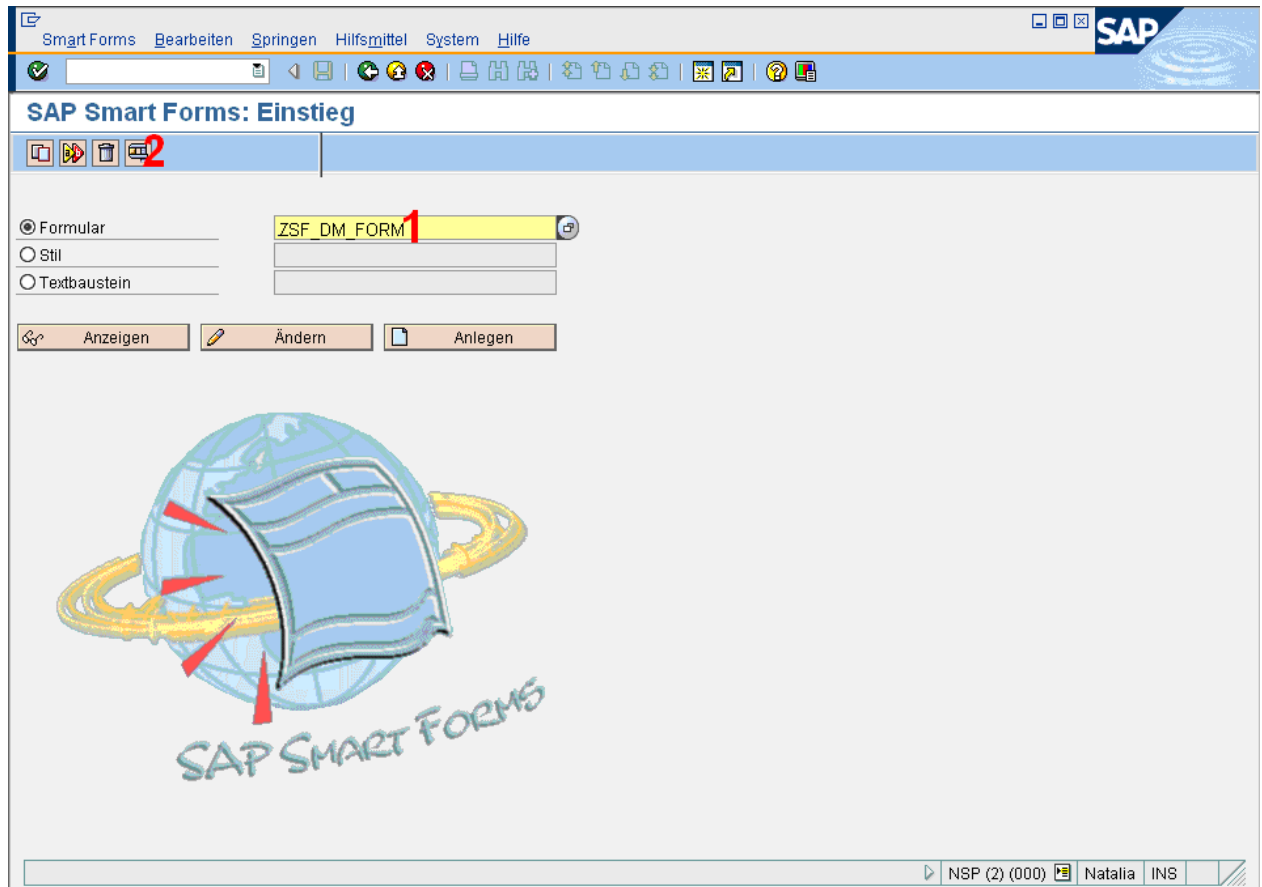 Smart Forms Bearbeiten Springen Hilfsmittel System Hilfe
SAP
SAP Smart Forms: Einstieg
2
Formular ZSF_DM_FORM 1
Stil
Textbaustein
Anzeigen Ändern Anlegen
SAP SMART FORMS
NSP (2) (000) Natalia INS